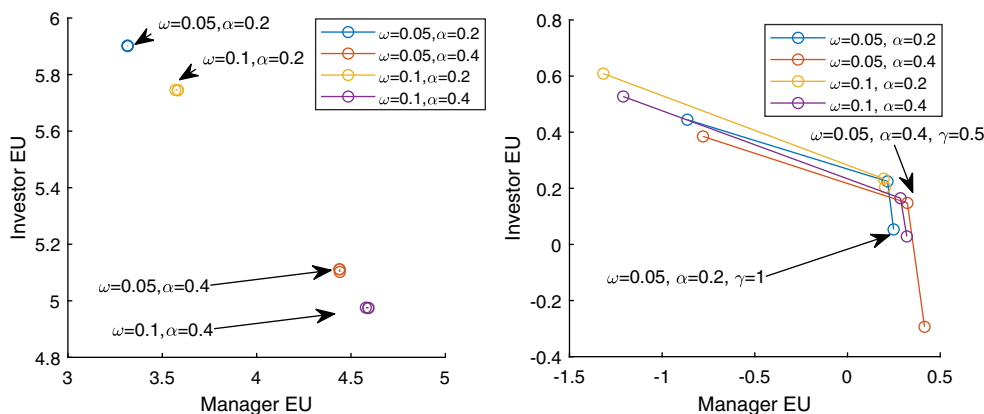 6
5.8
5.6
5.4
5.2
5
4.8
Investor EU
3
3.5
4
4.5
5
Manager EU
ω=0.05,α=0.2
ω=0.1,α=0.2
ω=0.05,α=0.4
ω=0.1,α=0.4
ω=0.05,α=0.2
ω=0.05,α=0.4
ω=0.1,α=0.2
ω=0.1,α=0.4
0.8
0.6
0.4
0.2
0
-0.2
-0.4
Investor EU
-1.5
-1
-0.5
0
0.5
Manager EU
ω=0.05, α=0.2
ω=0.05, α=0.4
ω=0.1, α=0.2
ω=0.1, α=0.4
ω=0.05, α=0.4, γ=0.5
ω=0.05, α=0.2, γ=1